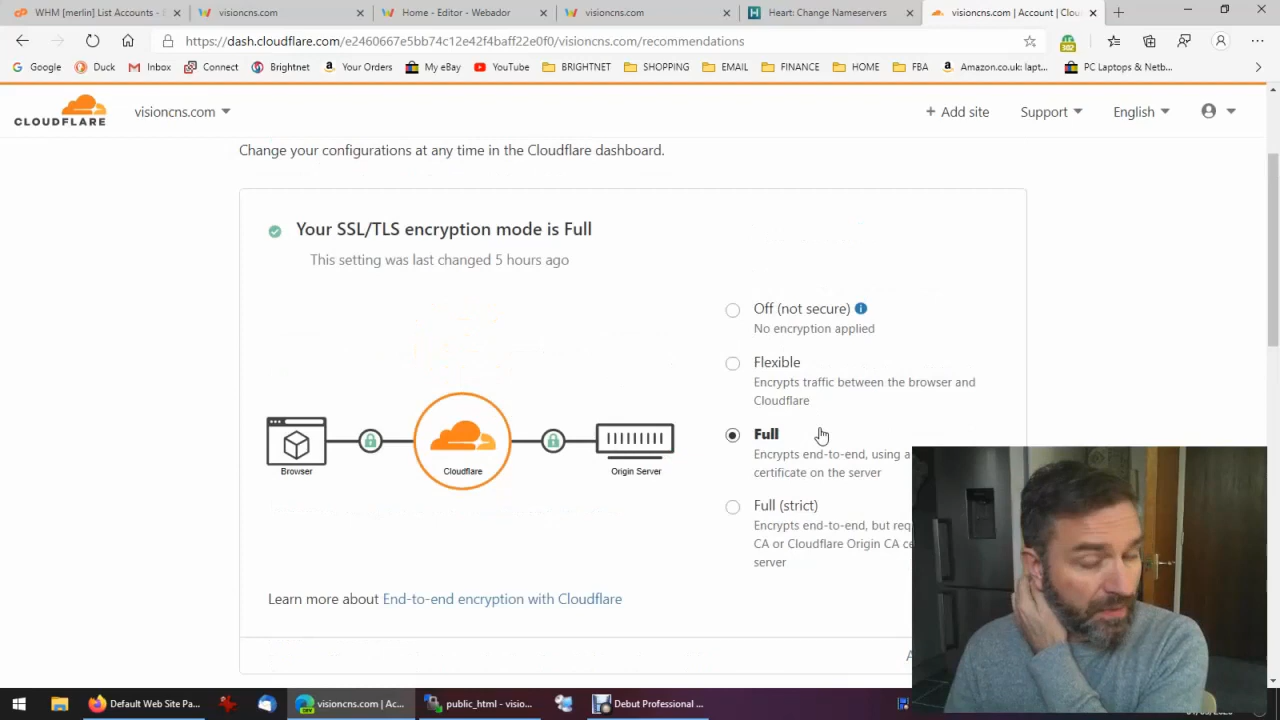 WHM [merlin] List Accounts -
visioncns.com
Home - Editor - Webador
visioncns.com
Heart: Change Nameservers
visioncns.com | Account | Clou
https://dash.cloudflare.com/e2460667e5bb74c12e42f4baff22e0f0/visioncns.com/recommendations
302
Google
Duck
Inbox
Connect
Brightnet
Your Orders
My eBay
YouTube
BRIGHTNET
SHOPPING
EMAIL
FINANCE
HOME
FBA
Amazon.co.uk: lapt...
PC Laptops & Netb...
CLOUDFLARE
visioncns.com
+ Add site
Support
English
Change your configurations at any time in the Cloudflare dashboard.
Your SSL/TLS encryption mode is Full
This setting was last changed 5 hours ago
Off (not secure)
No encryption applied
Flexible
Encrypts traffic between the browser and
Cloudflare
Full
Encrypts end-to-end, using a
certificate on the server
Full (strict)
Encrypts end-to-end, but req
CA or Cloudflare Origin CA ce
server
Browser
Cloudflare
Origin Server
Learn more about End-to-end encryption with Cloudflare
Default Web Site Pa...
visioncns.com | Ac...
public_html - visio...
Debut Professional ...